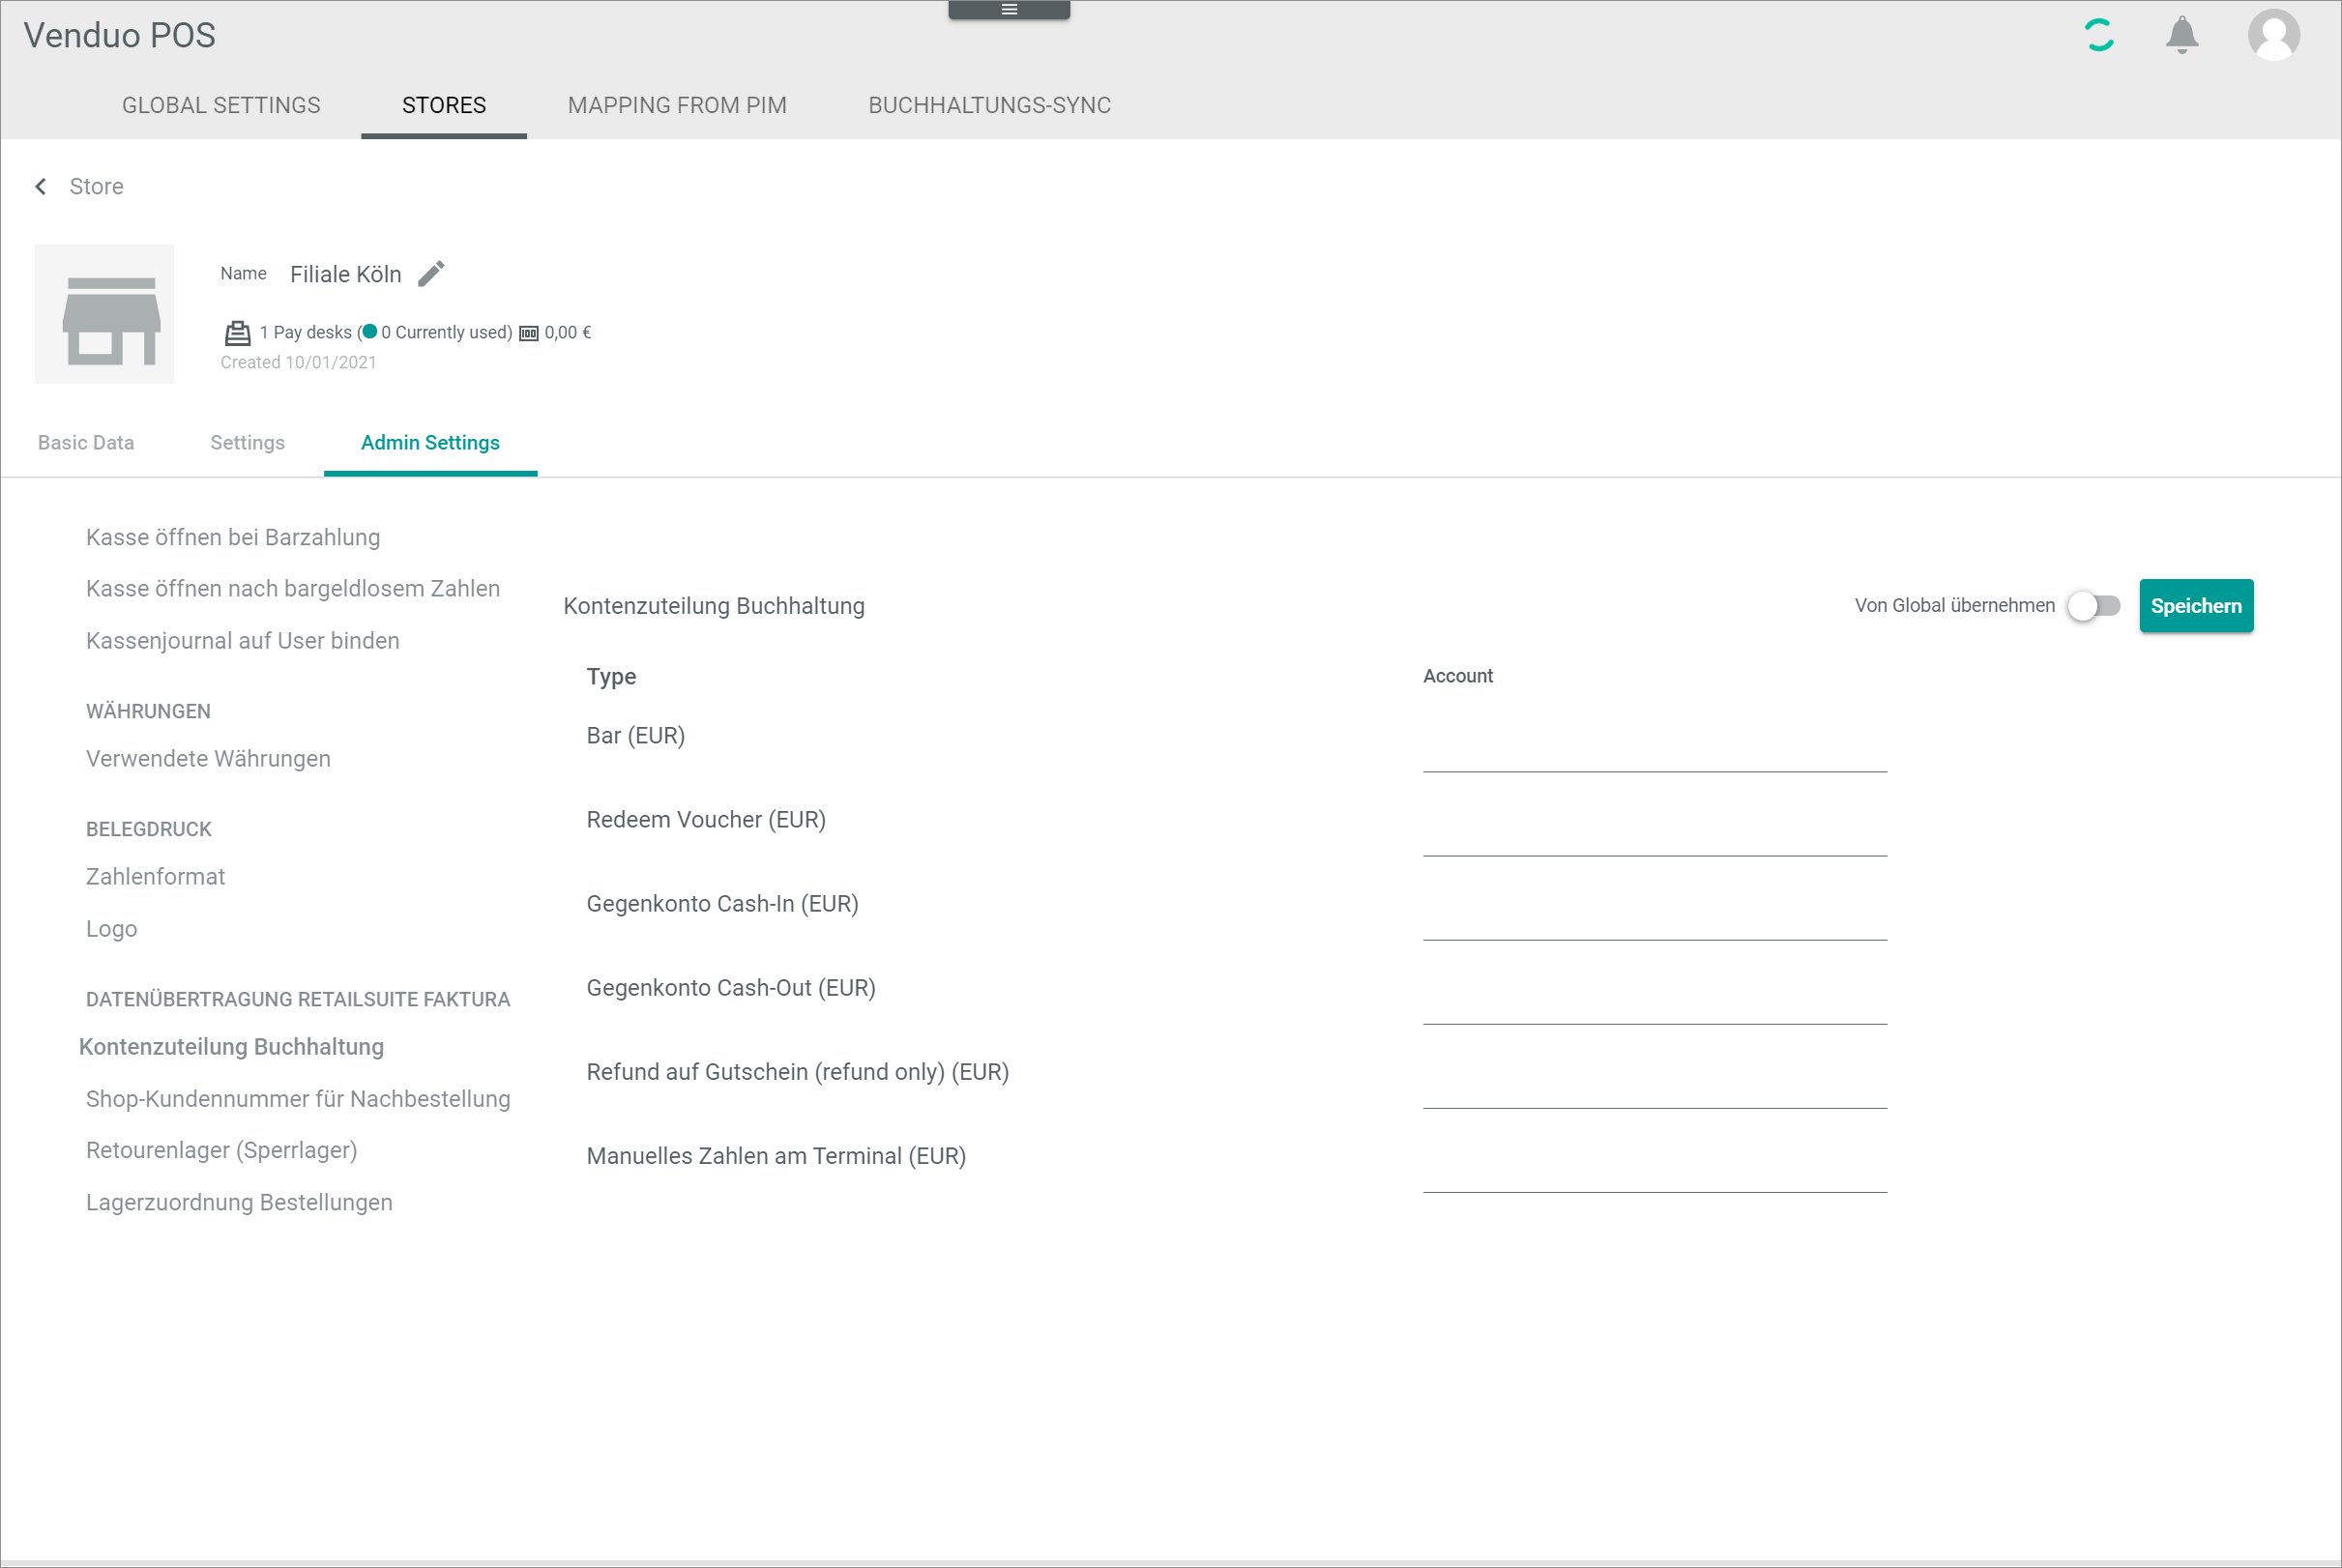 Venduo POS
GLOBAL SETTINGS STORES MAPPING FROM PIM BUCHHALTUNGS-SYNC
Store
Name Filiale Köln
1 Pay desks (0 Currently used) 0,00 €
Created 10/01/2021
Basic Data Settings Admin Settings
Kasse öffnen bei Barzahlung
Kasse öffnen nach bargeldlosem Zahlen
Kassenjournal auf User binden
WÄHRUNGEN
Verwendete Währungen
BELEGDRUCK
Zahlenformat
Logo
DATENÜBERTRAGUNG RETAILSUITE FAKTURA
Kontenzuteilung Buchhaltung
Shop-Kundennummer für Nachbestellung
Retourenlager (Sperrlager)
Lagerzuordnung Bestellungen
Kontenzuteilung Buchhaltung Von Global übernehmen Speichern
Type Account
Bar (EUR)
Redeem Voucher (EUR)
Gegenkonto Cash-In (EUR)
Gegenkonto Cash-Out (EUR)
Refund auf Gutschein (refund only) (EUR)
Manuelles Zahlen am Terminal (EUR)